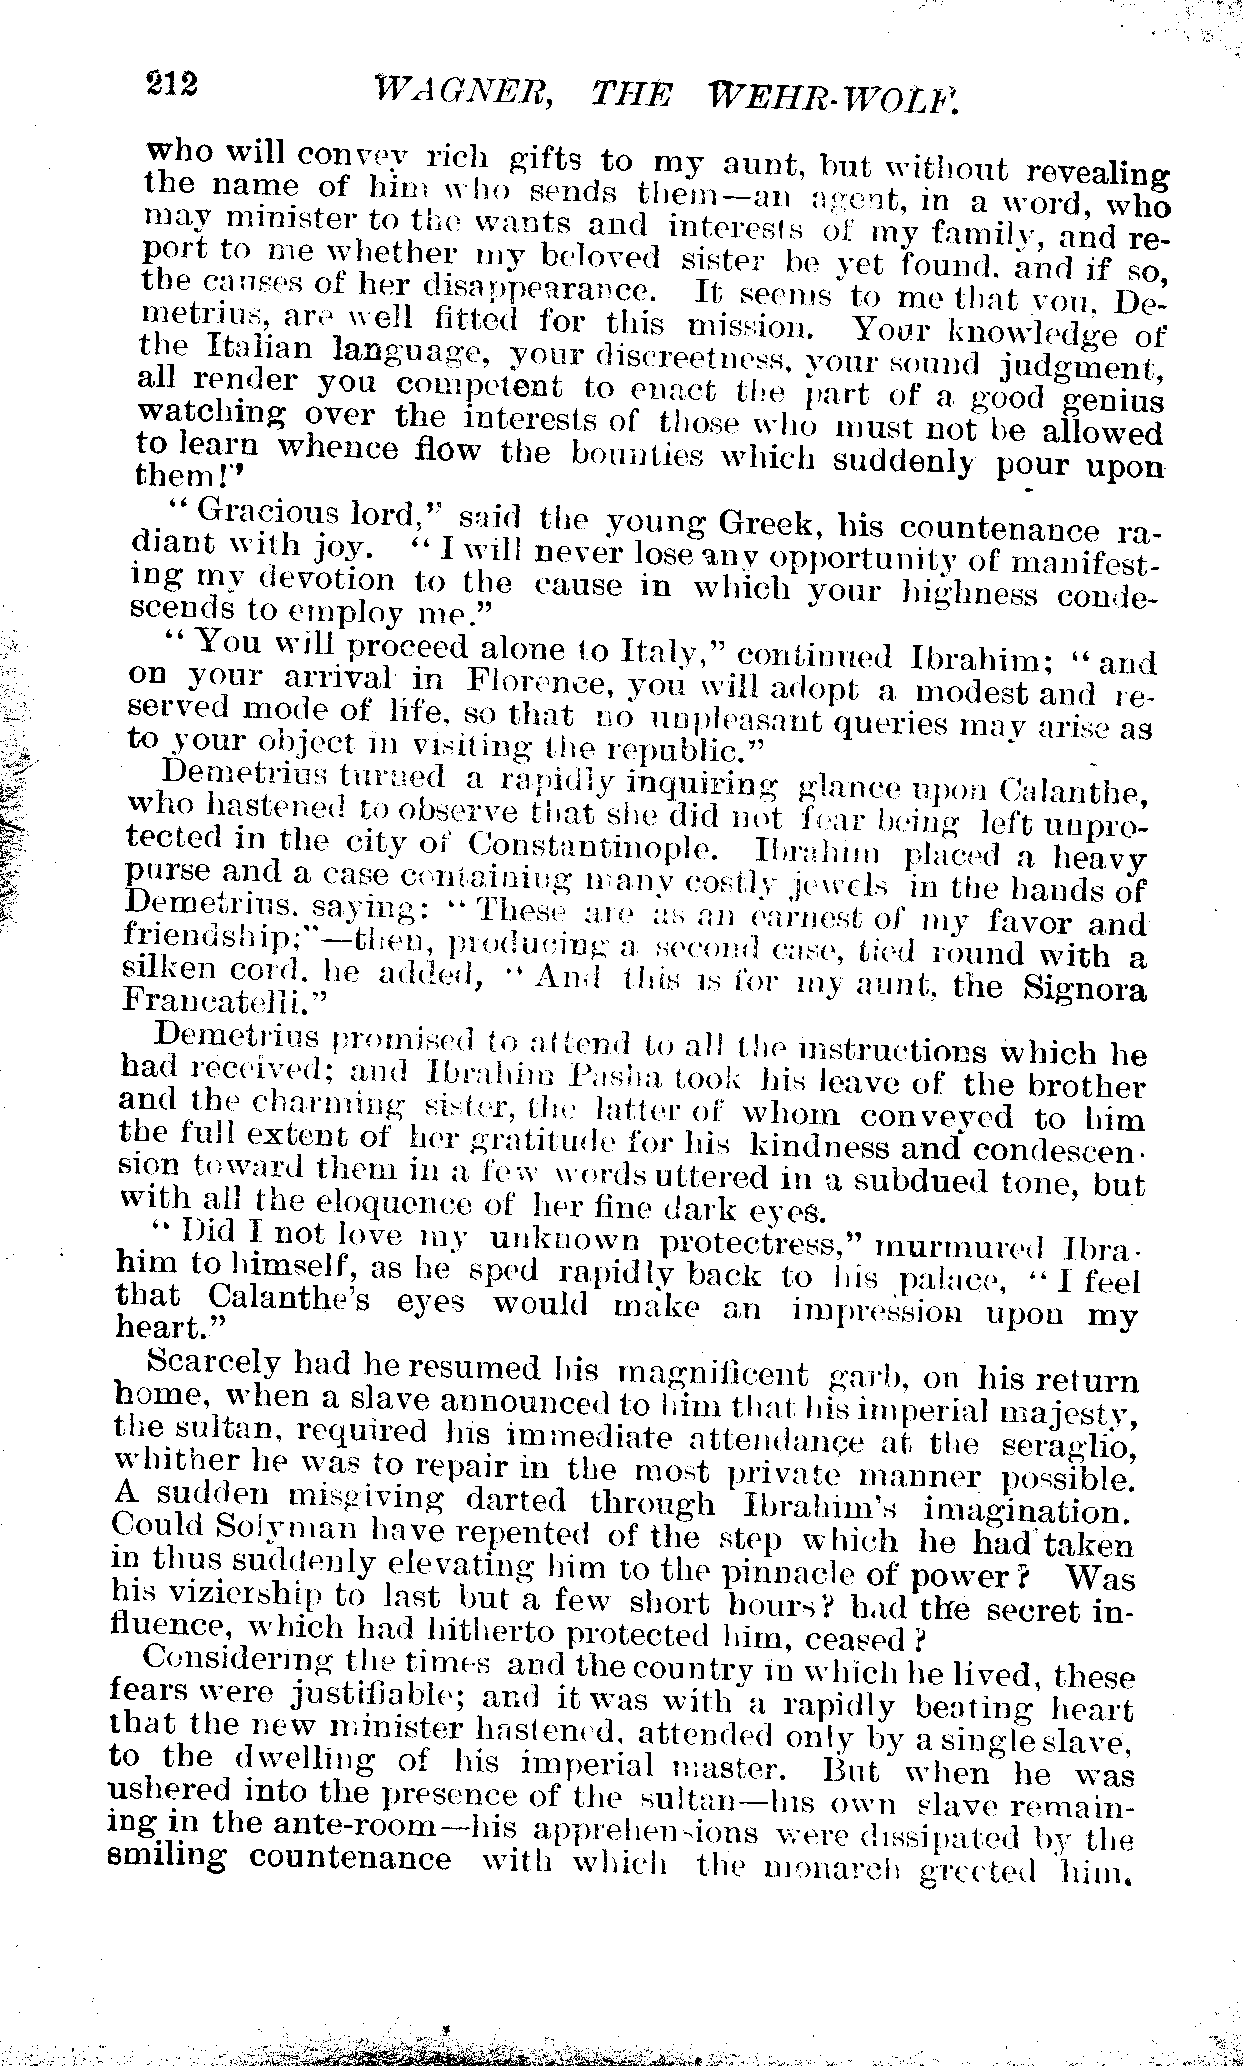 212 WAGNER, THE WEHR-WOLF.
who will convey rich gifts to my aunt, but without revealing
the name of him who sends them—an agent, in a word, who
may minister to the wants and interests of my family, and re-
port to me whether my beloved sister be yet found, and if so,
the causes of her disappearance. It seems to me that you, De-
metrius, are well fitted for this mission. Your knowledge of
the Italian language, your discreetness, your sound judgment,
all render you competent to enact the part of a good genius
watching over the interests of those who must not be allowed
to learn whence flow the bounties which suddenly pour upon
them!"
"Gracious lord," said the young Greek, his countenance ra-
diant with joy. "I will never lose any opportunity of manifest-
ing my devotion to the cause in which your highness conde-
scends to employ me."
"You will proceed alone to Italy," continued Ibrahim; "and
on your arrival in Florence, you will adopt a modest and re-
served mode of life, so that no unpleasant queries may arise as
to your object in visiting the republic."
Demetrius turned a rapidly inquiring glance upon Calanthe,
who hastened to observe that she did not fear being left unpro-
tected in the city of Constantinople. Ibrahim placed a heavy
purse and a case containing many costly jewels in the hands of
Demetrius, saying: "These are as an earnest of my favor and
friendship;"—then, producing a second case, tied round with a
silken cord, he added, "And this is for my aunt, the Signora
Francatelli."
Demetrius promised to attend to all the instructions which he
had received; and Ibrahim Pasha took his leave of the brother
and the charming sister, the latter of whom conveyed to him
the full extent of her gratitude for his kindness and condescen-
sion toward them in a few words uttered in a subdued tone, but
with all the eloquence of her fine dark eyes.
"Did I not love my unknown protectress," murmured Ibra-
him to himself, as he sped rapidly back to his palace, "I feel
that Calanthe's eyes would make an impression upon my
heart."
Scarcely had he resumed his magnificent garb, on his return
home, when a slave announced to him that his imperial majesty,
the sultan, required his immediate attendance at the seraglio,
whither he was to repair in the most private manner possible.
A sudden misgiving darted through Ibrahim's imagination.
Could Solyman have repented of the step which he had taken
in thus suddenly elevating him to the pinnacle of power? Was
his viziership to last but a few short hours? had the secret in-
fluence, which had hitherto protected him, ceased?
Considering the times and the country in which he lived, these
fears were justifiable; and it was with a rapidly beating heart
that the new minister hastened, attended only by a single slave,
to the dwelling of his imperial master. But when he was
ushered into the presence of the sultan—his own slave remain-
ing in the ante-room—his apprehensions were dissipated by the
smiling countenance with which the monarch greeted him.